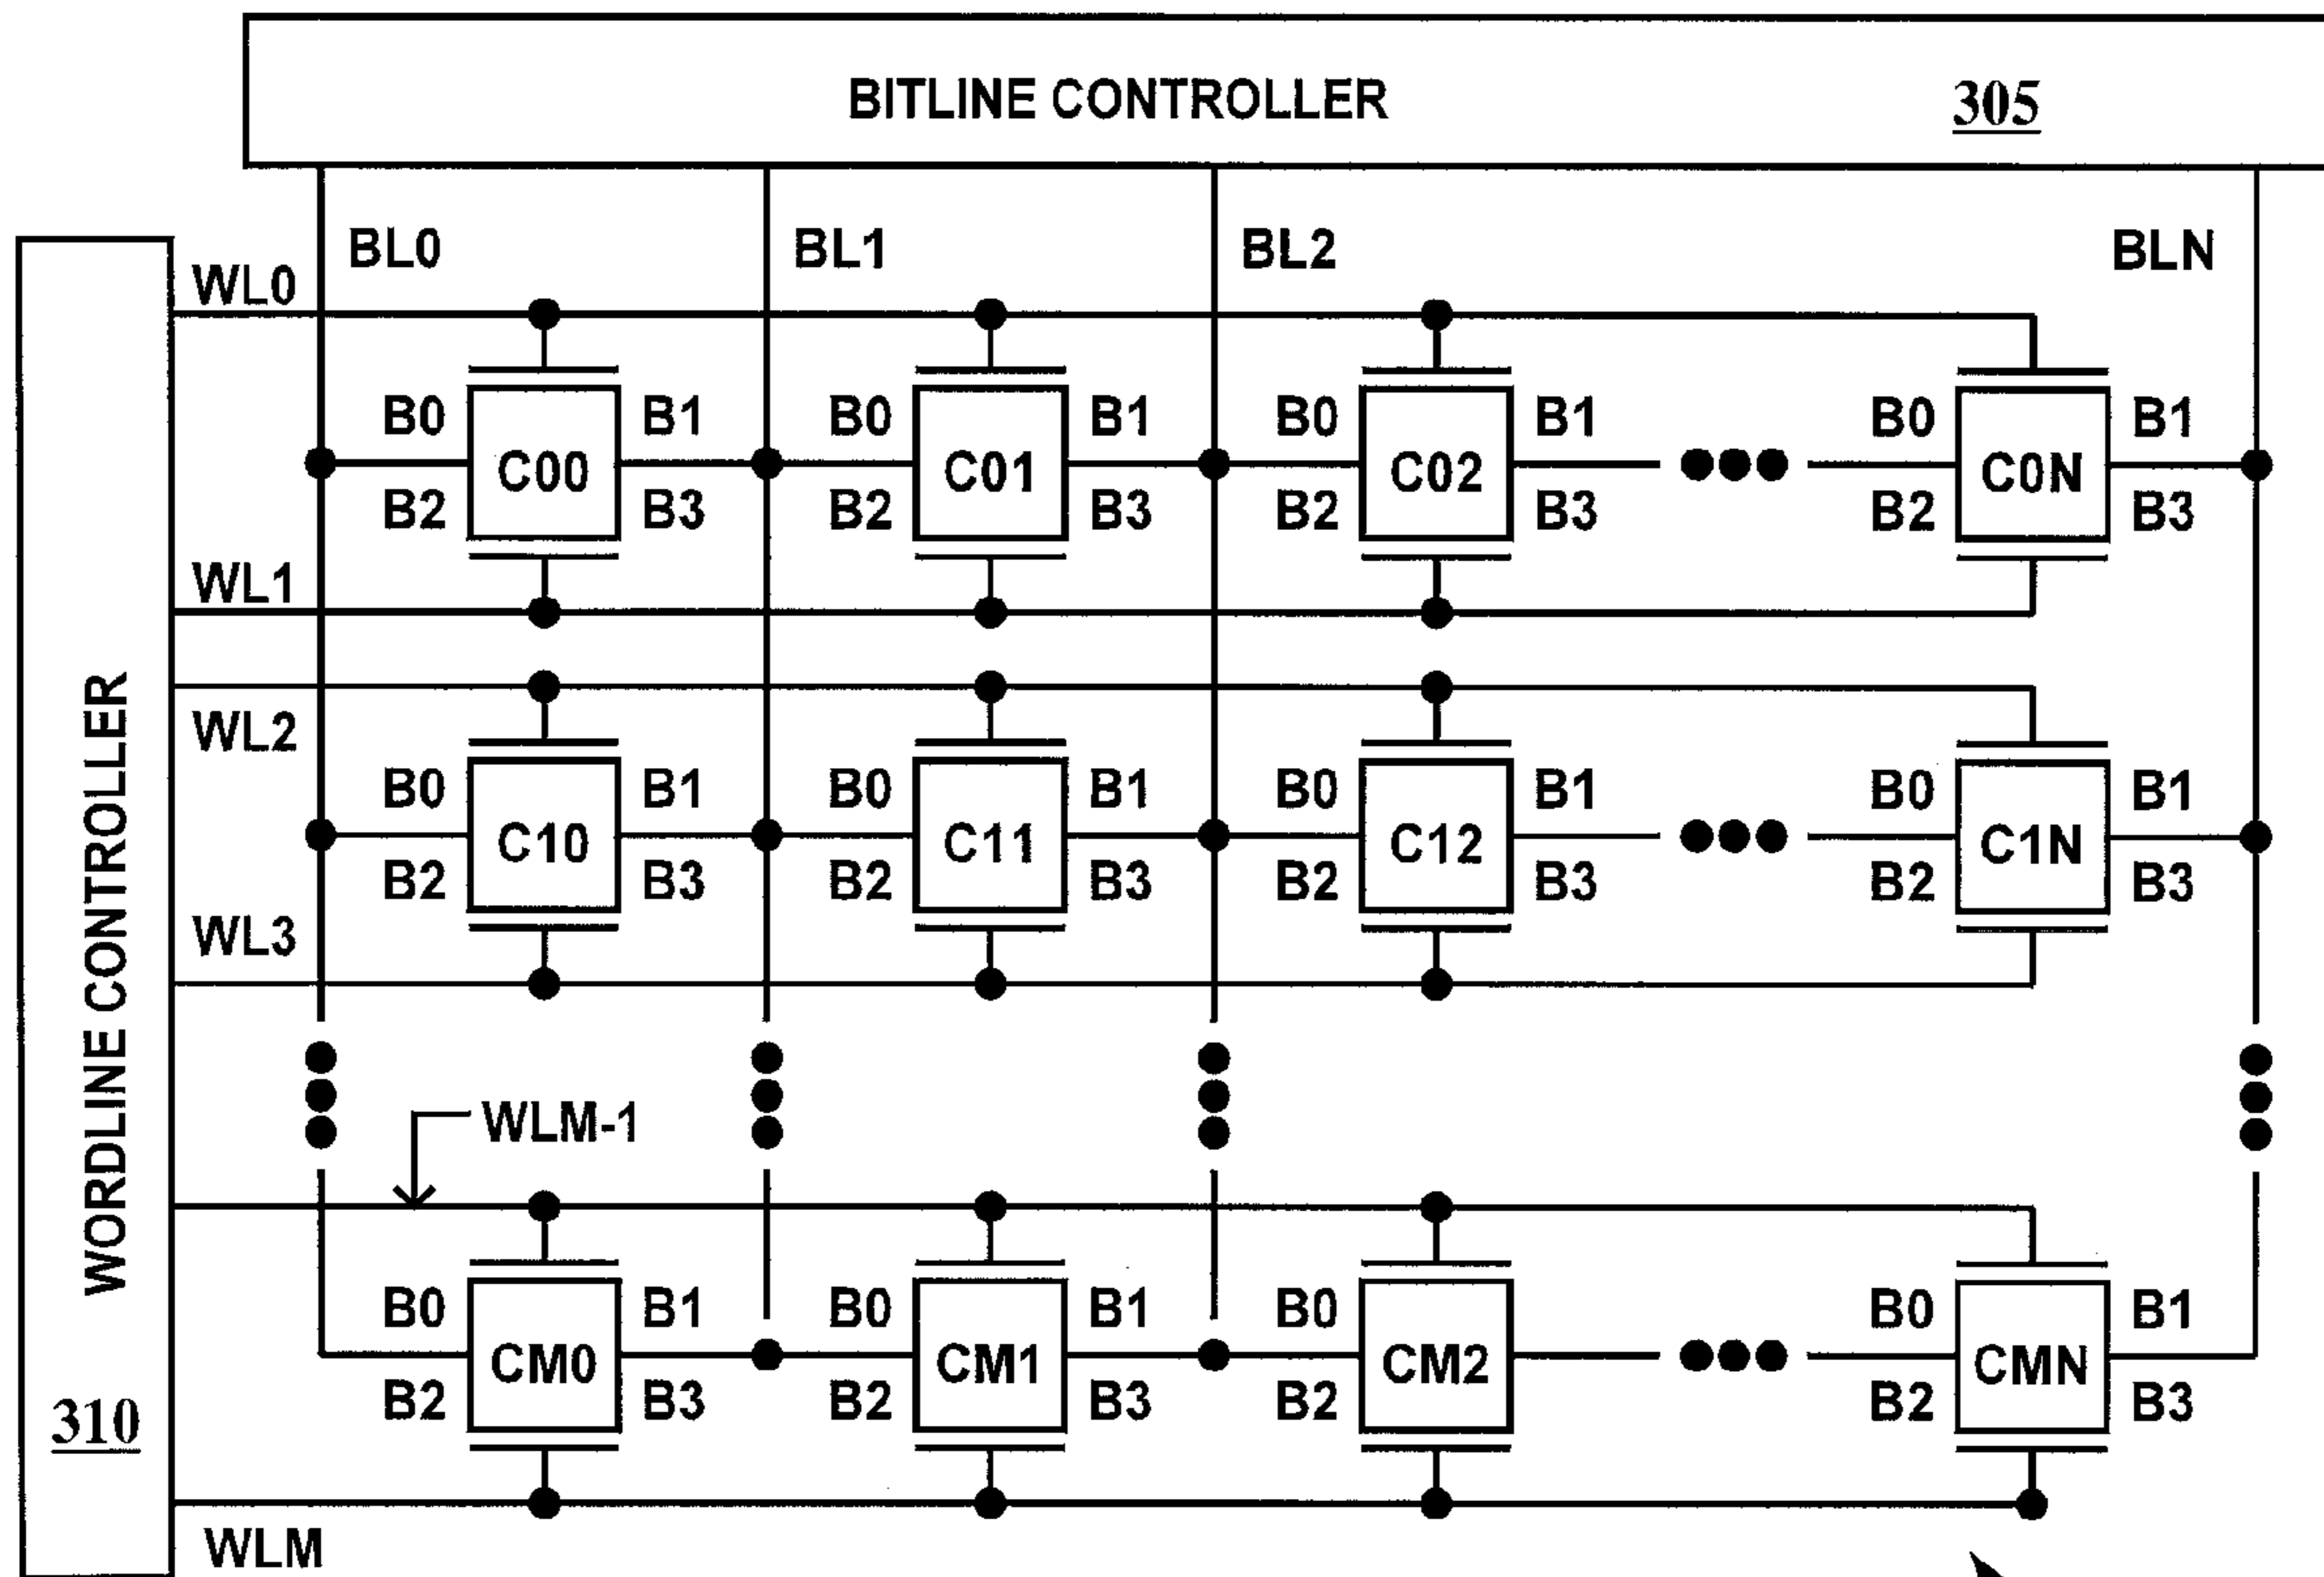 BITLINE CONTROLLER 305
BL0 BL1 BL2 BLN
WL0
B0 B1 B0 B1 B0 B1 B0 B1
C00 C01 C02 C0N
B2 B3 B2 B3 B2 B3 B2 B3
WL1
WL2
B0 B1 B0 B1 B0 B1 B0 B1
C10 C11 C12 C1N
B2 B3 B2 B3 B2 B3 B2 B3
WL3
WLM-1
B0 B1 B0 B1 B0 B0 B1
CM0 CM1 CM2 CMN
B2 B3 B2 B3 B2 B2 B3
WLM
WORDLINE CONTROLLER
310